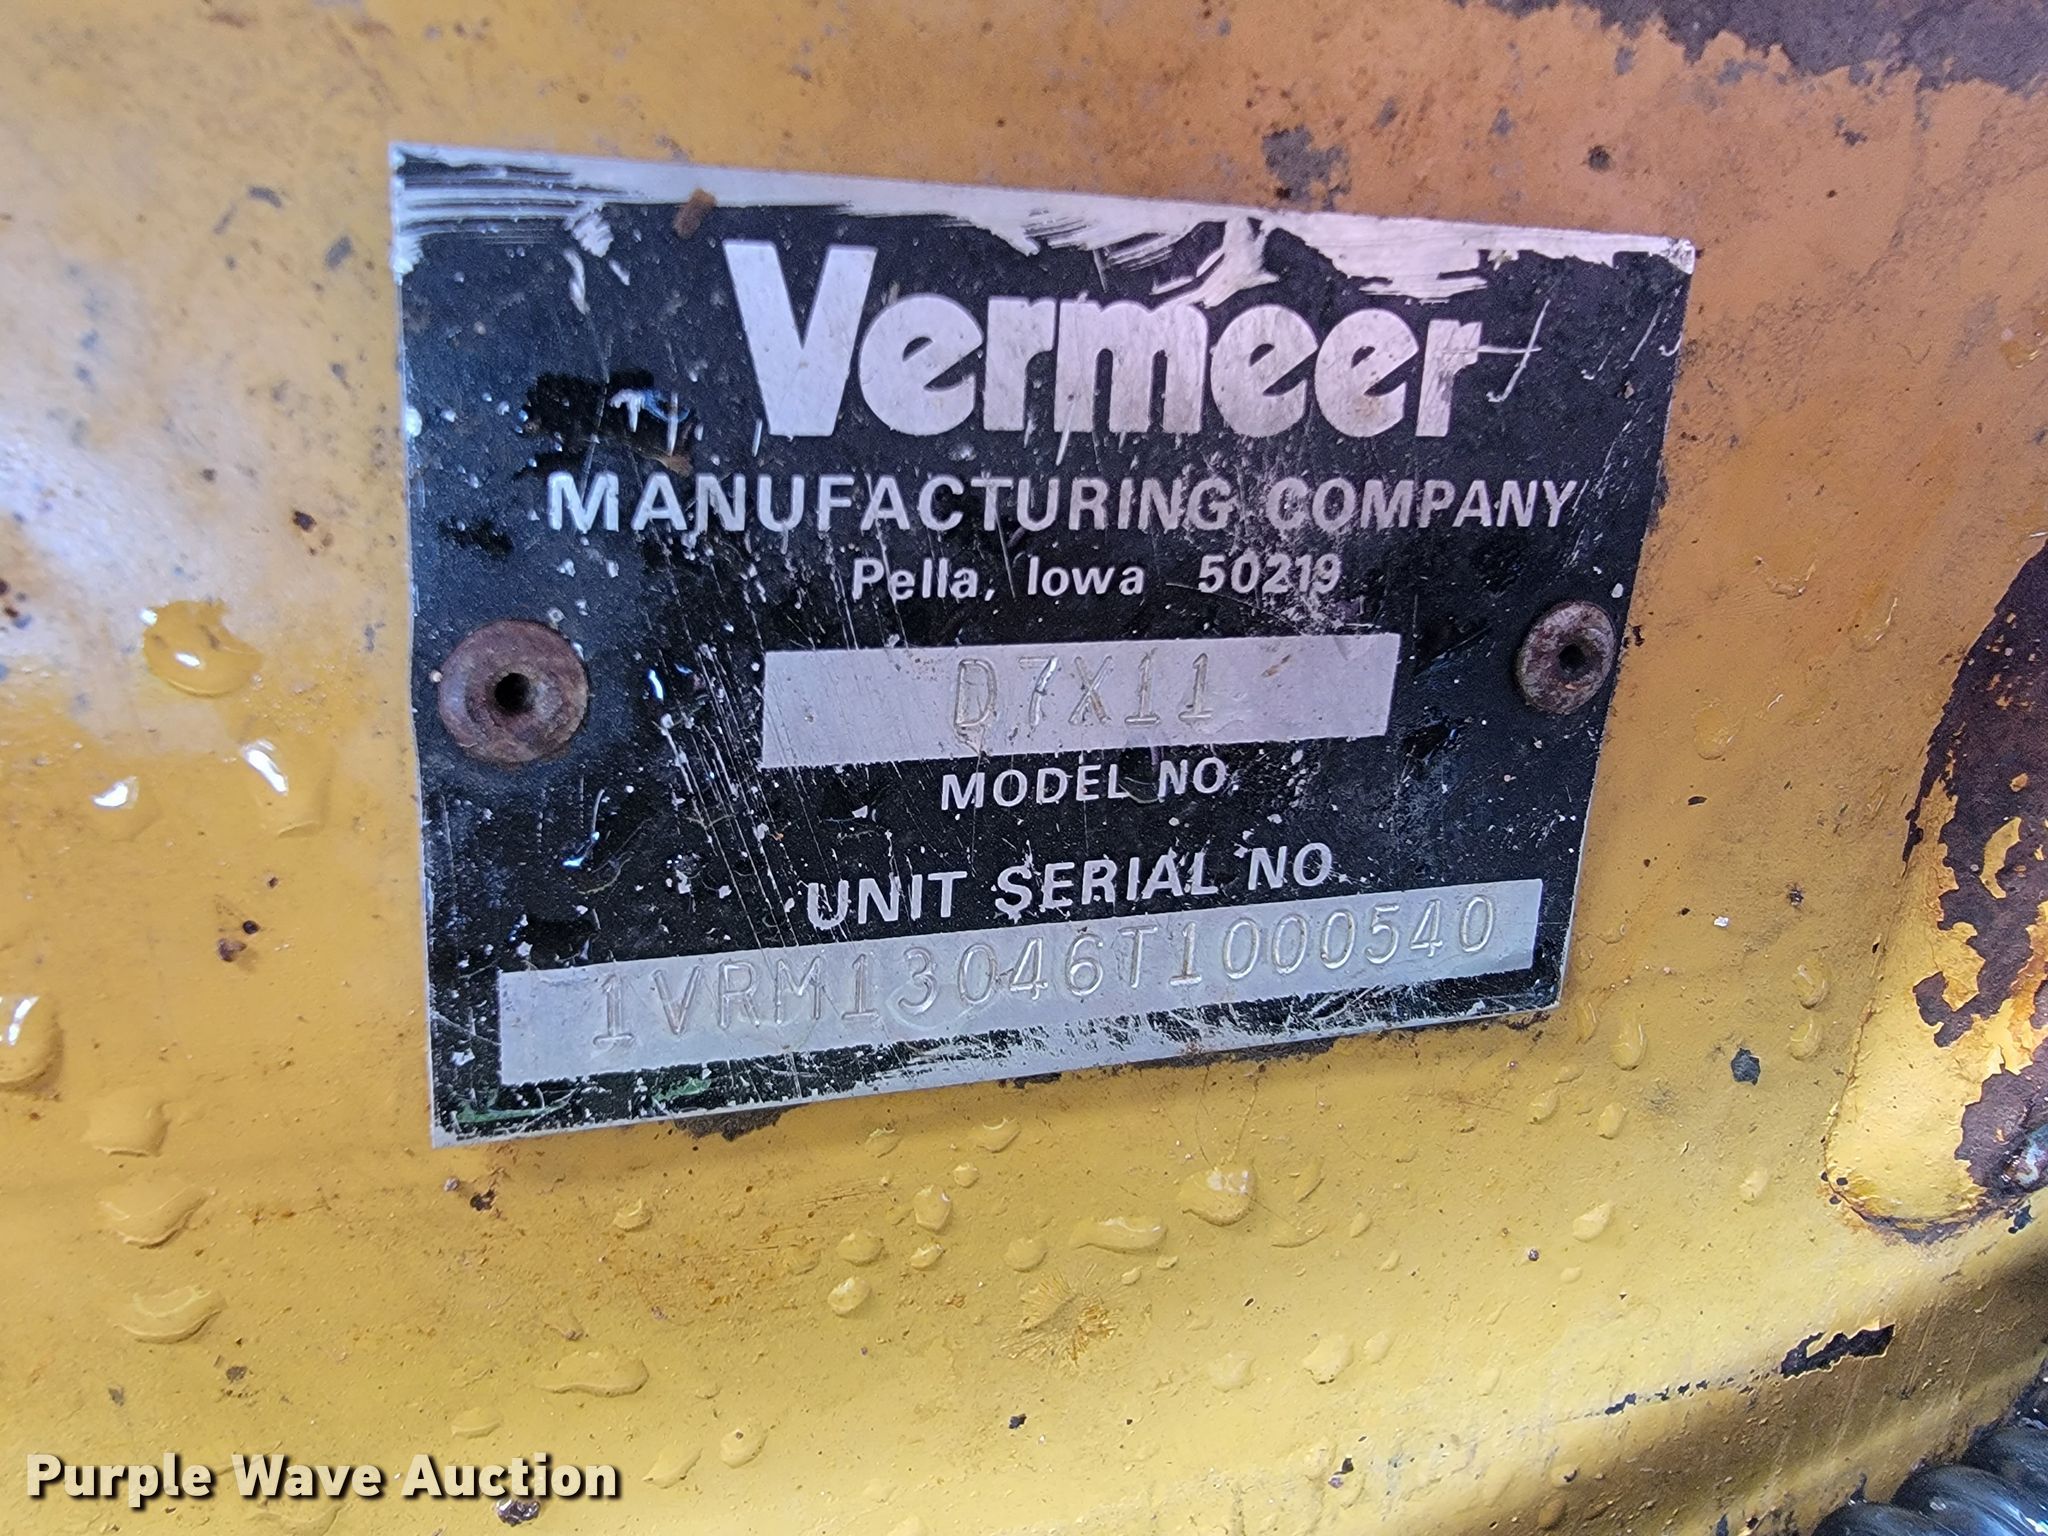 Vermeer
MANUFACTURING COMPANY
Pella, Iowa 50219
D7X11
MODEL NO.
UNIT SERIAL NO.
1VRM13046T1000540
Purple Wave Auction